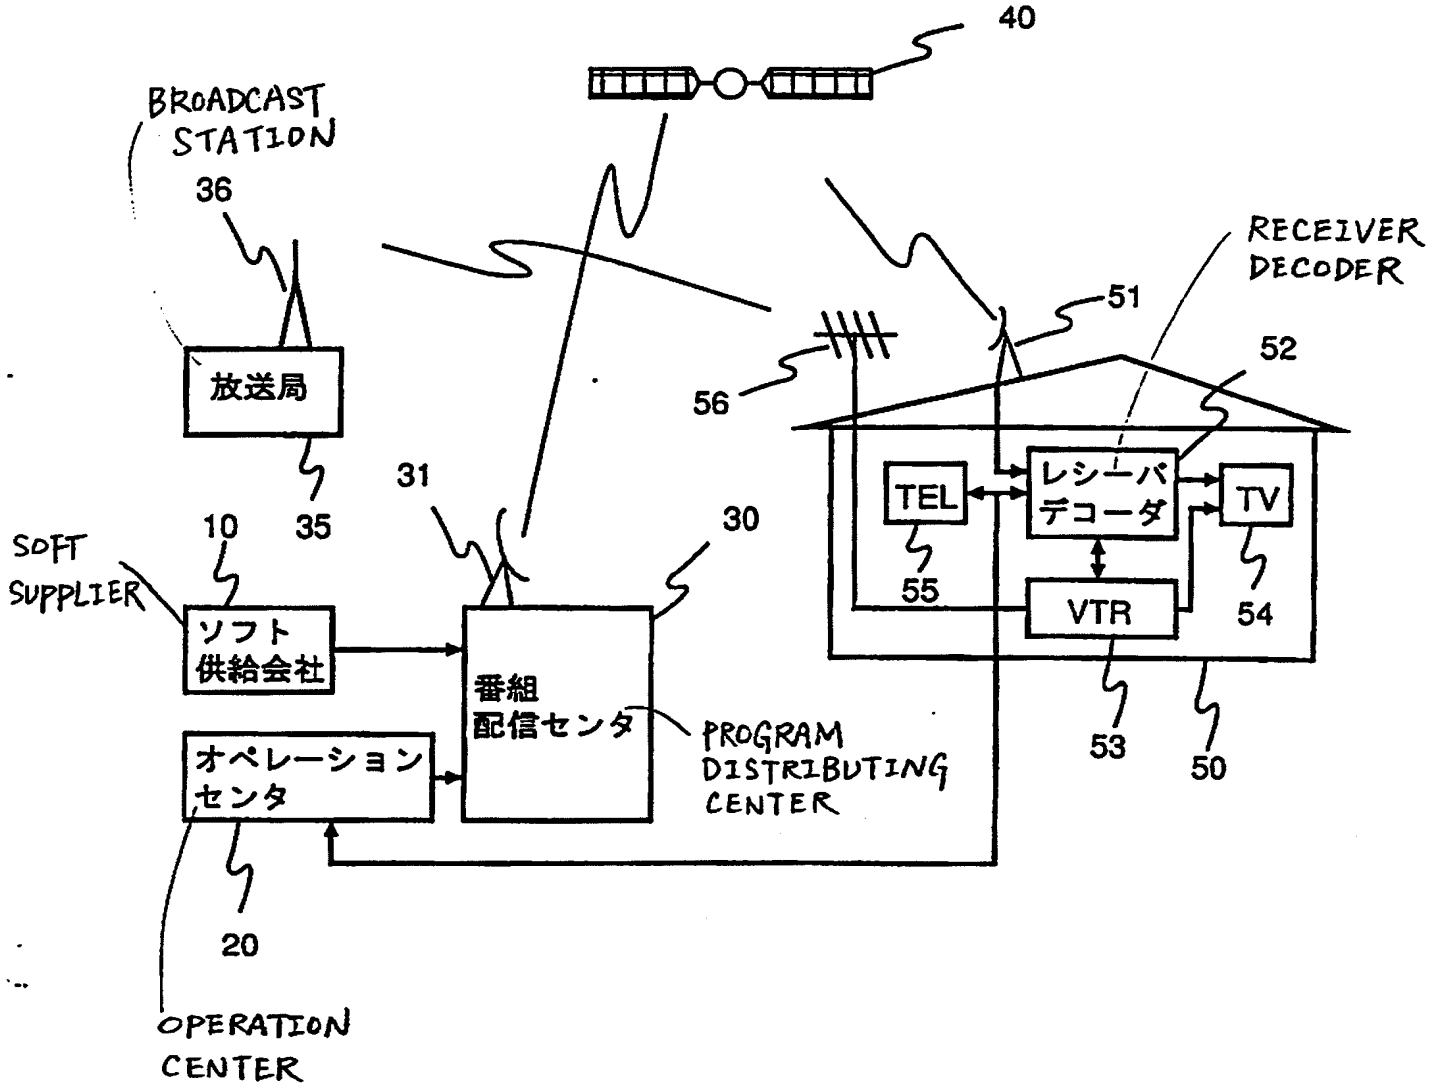 40
BROADCAST
STATION
36
RECEIVER
DECODER
51
放送局
56
52
35
31
レシーバ
デコーダ
TEL
TV
55
VTR
54
53
50
10
30
SOFT
SUPPLIER
ソフト
供給会社
番組
配信センタ
PROGRAM
DISTRIBUTING
CENTER
オペレーション
センタ
20
OPERATION
CENTER